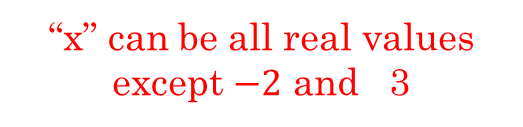 “x” can be all real values
except −2 and 3